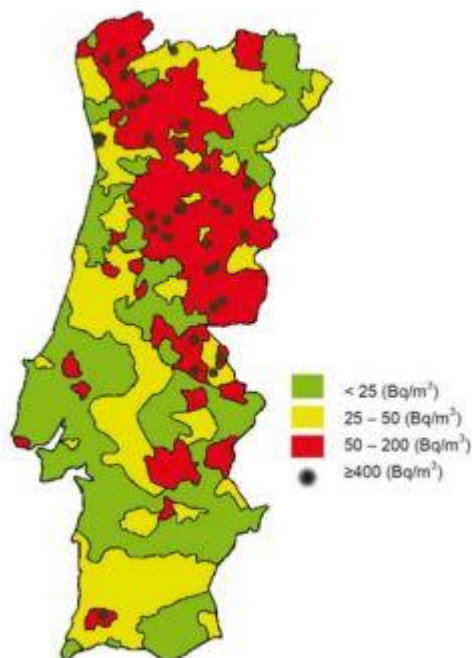 < 25 (Bq/m³)
25 – 50 (Bq/m³)
50 – 200 (Bq/m³)
≥400 (Bq/m³)